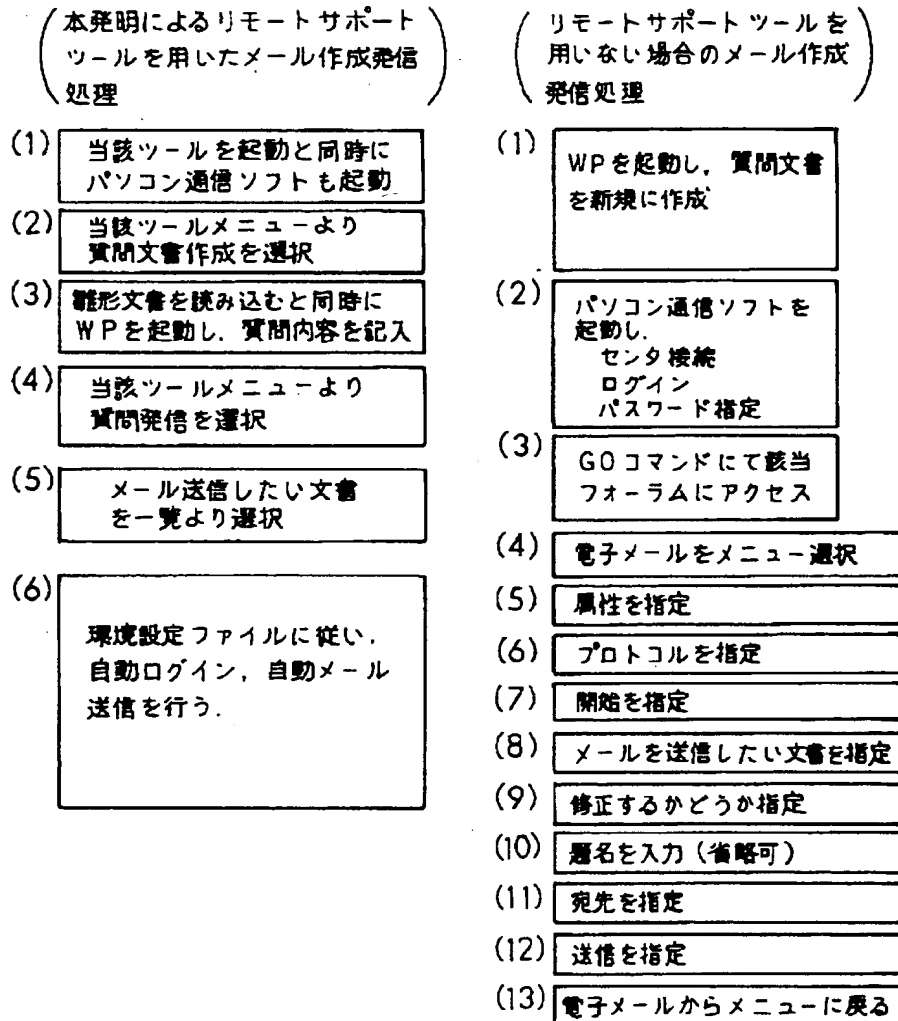 本発明によるリモートサポート
ツールを用いたメール作成発信
処理
(1) 当該ツールを起動と同時に
パソコン通信ソフトも起動
(2) 当該ツールメニューより
質問文書作成を選択
(3) 雛形文書を読み込むと同時に
WPを起動し，質問内容を記入
(4) 当該ツールメニューより
質問発信を選択
(5) メール送信したい文書
を一覧より選択
(6) 環境設定ファイルに従い，
自動ログイン，自動メール
送信を行う．
リモートサポートツールを
用いない場合のメール作成
発信処理
(1) WPを起動し，質問文書
を新規に作成
(2) パソコン通信ソフトを
起動し．
センタ接続
ログイン
パスワード指定
(3) GOコマンドにて該当
フォーラムにアクセス
(4) 電子メールをメニュー選択
(5) 属性を指定
(6) プロトコルを指定
(7) 開始を指定
(8) メールを送信したい文書を指定
(9) 修正するかどうか指定
(10) 題名を入力（省略可）
(11) 宛先を指定
(12) 送信を指定
(13) 電子メールからメニューに戻る